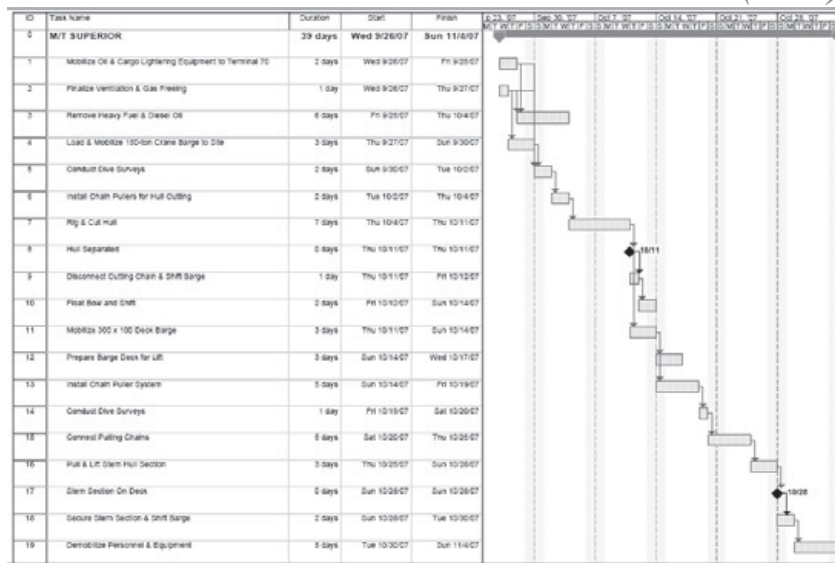 ID Task Name Duration Start Finish Sep 30, '07 Oct 7, '07 Oct 14, '07 Oct 21, '07 Oct 28, '07
0 M/T SUPERIOR 39 days Wed 9/26/07 Sun 11/4/07
1 Mobilize Oil & Cargo Lightering Equipment to Terminal 70 2 days Wed 9/26/07 Fri 9/28/07
2 Finalize Ventilation & Gas Freeing 1 day Wed 9/26/07 Thu 9/27/07
3 Remove Heavy Fuel & Diesel Oil 6 days Fri 9/28/07 Thu 10/4/07
4 Load & Mobilize 150-ton Crane Barge to Site 3 days Thu 9/27/07 Sun 9/30/07
5 Conduct Dive Surveys 2 days Sun 9/30/07 Tue 10/2/07
6 Install Chain Pullers for Hull Cutting 2 days Tue 10/2/07 Thu 10/4/07
7 Rig & Cut Hull 7 days Thu 10/4/07 Thu 10/11/07
8 Hull Separated 0 days Thu 10/11/07 Thu 10/11/07 10/11
9 Disconnect Cutting Chain & Shift Barge 1 day Thu 10/11/07 Fri 10/12/07
10 Float Bow and Shift 2 days Fri 10/12/07 Sun 10/14/07
11 Mobilize 300 x 100 Deck Barge 3 days Thu 10/11/07 Sun 10/14/07
12 Prepare Barge Deck for Lift 3 days Sun 10/14/07 Wed 10/17/07
13 Install Chain Puller System 5 days Sun 10/14/07 Fri 10/19/07
14 Conduct Dive Surveys 1 day Fri 10/19/07 Sat 10/20/07
15 Connect Pulling Chains 5 days Sat 10/20/07 Thu 10/25/07
16 Pull & Lift Stern Hull Section 3 days Thu 10/25/07 Sun 10/28/07
17 Stern Section On Deck 0 days Sun 10/28/07 Sun 10/28/07 10/28
18 Secure Stern Section & Shift Barge 2 days Sun 10/28/07 Tue 10/30/07
19 Demobilize Personnel & Equipment 5 days Tue 10/30/07 Sun 11/4/07